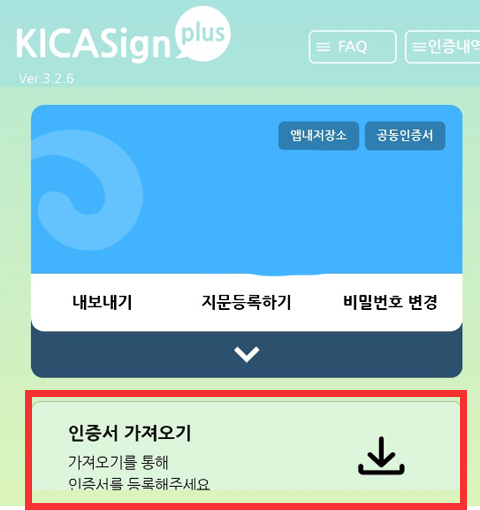 KICASign plus
FAQ
인증내역
Ver.3.2.6
앱내저장소
공동인증서
내보내기
지문등록하기
비밀번호 변경
인증서 가져오기
가져오기를 통해
인증서를 등록해주세요